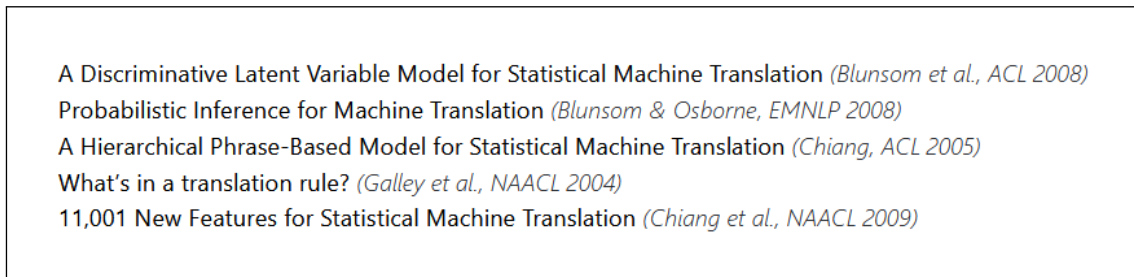 A Discriminative Latent Variable Model for Statistical Machine Translation (Blunsom et al., ACL 2008)
Probabilistic Inference for Machine Translation (Blunsom & Osborne, EMNLP 2008)
A Hierarchical Phrase-Based Model for Statistical Machine Translation (Chiang, ACL 2005)
What’s in a translation rule? (Galley et al., NAACL 2004)
11,001 New Features for Statistical Machine Translation (Chiang et al., NAACL 2009)